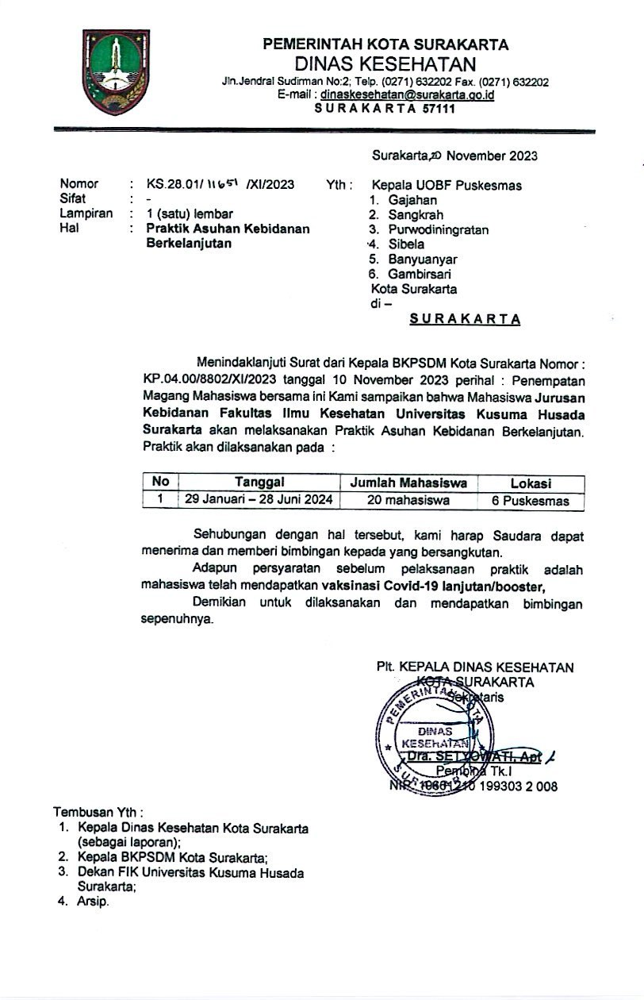 PEMERINTAH KOTA SURAKARTA
DINAS KESEHATAN
Jln.Jendral Sudirman No:2; Telp. (0271) 632202 Fax. (0271) 632202
E-mail : dinaskesehatan@surakarta.go.id
SURAKARTA 57111
Surakarta,20 November 2023
Nomor : KS.28.01/ 11651 /XI/2023
Sifat : -
Lampiran : 1 (satu) lembar
Hal : Praktik Asuhan Kebidanan
Berkelanjutan
Yth : Kepala UOBF Puskesmas
1. Gajahan
2. Sangkrah
3. Purwodiningratan
4. Sibela
5. Banyuanyar
6. Gambirsari
Kota Surakarta
di –
SURAKARTA
Menindaklanjuti Surat dari Kepala BKPSDM Kota Surakarta Nomor :
KP.04.00/8802/XI/2023 tanggal 10 November 2023 perihal : Penempatan
Magang Mahasiswa bersama ini Kami sampaikan bahwa Mahasiswa Jurusan
Kebidanan Fakultas Ilmu Kesehatan Universitas Kusuma Husada
Surakarta akan melaksanakan Praktik Asuhan Kebidanan Berkelanjutan.
Praktik akan dilaksanakan pada :
No Tanggal Jumlah Mahasiswa Lokasi
1 29 Januari – 28 Juni 2024 20 mahasiswa 6 Puskesmas
Sehubungan dengan hal tersebut, kami harap Saudara dapat
menerima dan memberi bimbingan kepada yang bersangkutan.
Adapun persyaratan sebelum pelaksanaan praktik adalah
mahasiswa telah mendapatkan vaksinasi Covid-19 lanjutan/booster,
Demikian untuk dilaksanakan dan mendapatkan bimbingan
sepenuhnya.
Plt. KEPALA DINAS KESEHATAN
KOTA SURAKARTA
Sekretaris
PEMERINTAH KOTA
DINAS
KESEHATAN
SURAKARTA
Dra. SETYOWATI, Apt
Pembina Tk.I
NIP. 19661210 199303 2 008
Tembusan Yth :
1. Kepala Dinas Kesehatan Kota Surakarta
(sebagai laporan);
2. Kepala BKPSDM Kota Surakarta;
3. Dekan FIK Universitas Kusuma Husada
Surakarta;
4. Arsip.